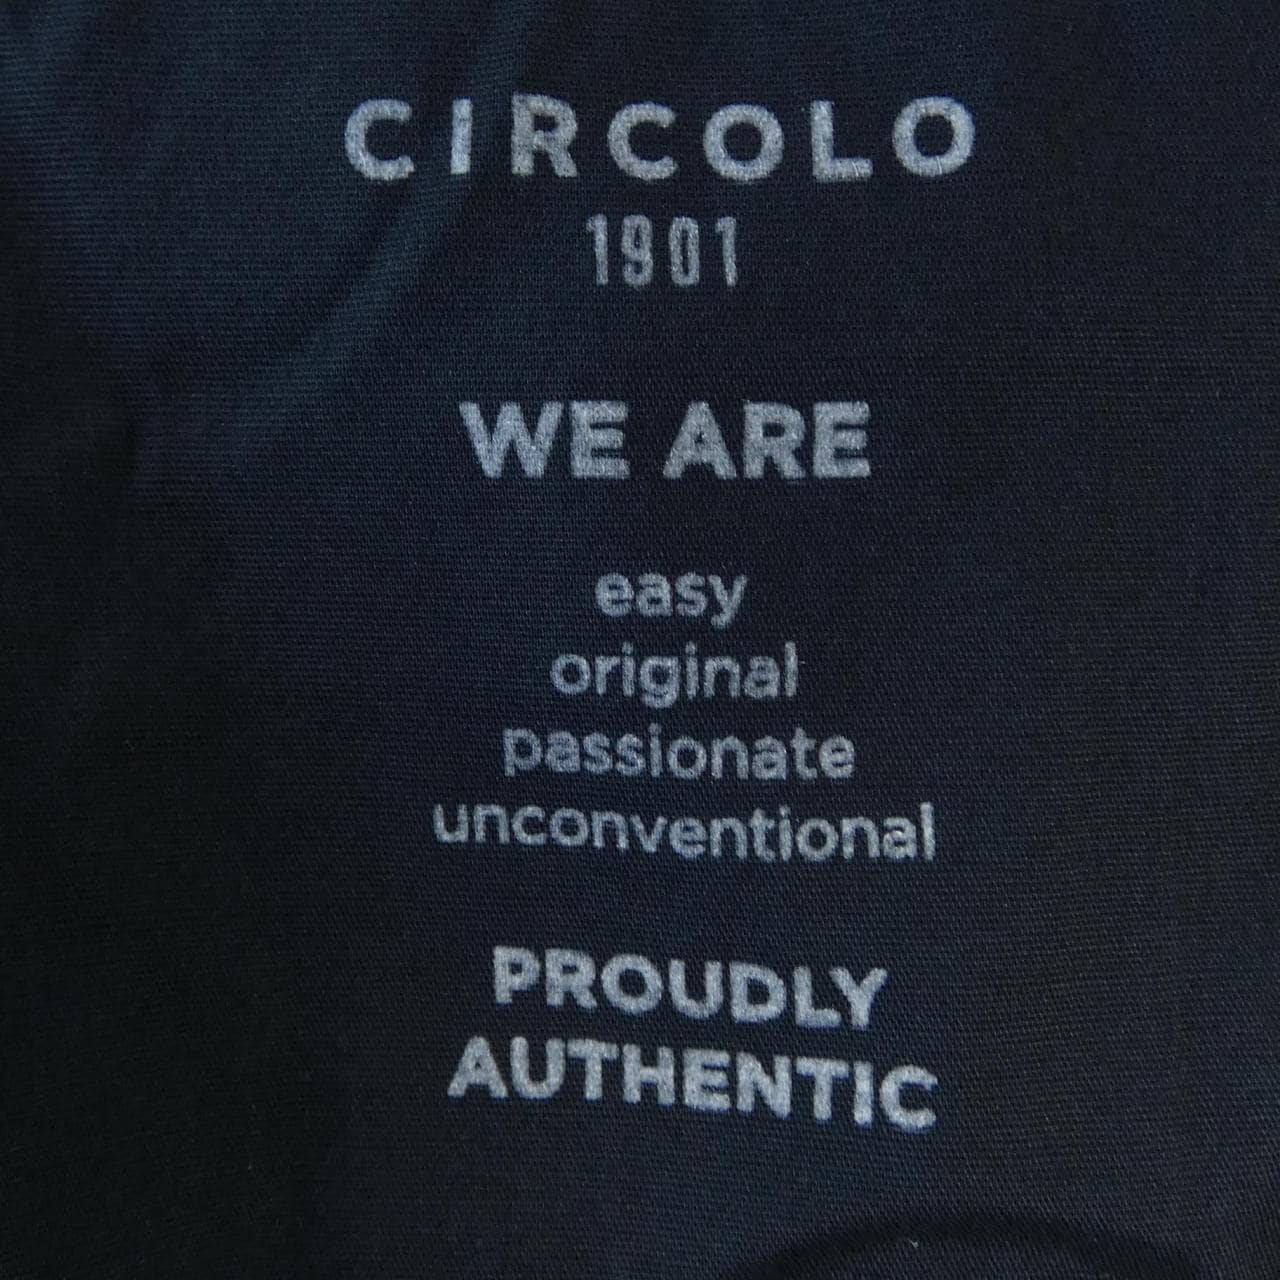 CIRCOLO
1901
WE ARE
easy
original
passionate
unconventional
PROUDLY
AUTHENTIC